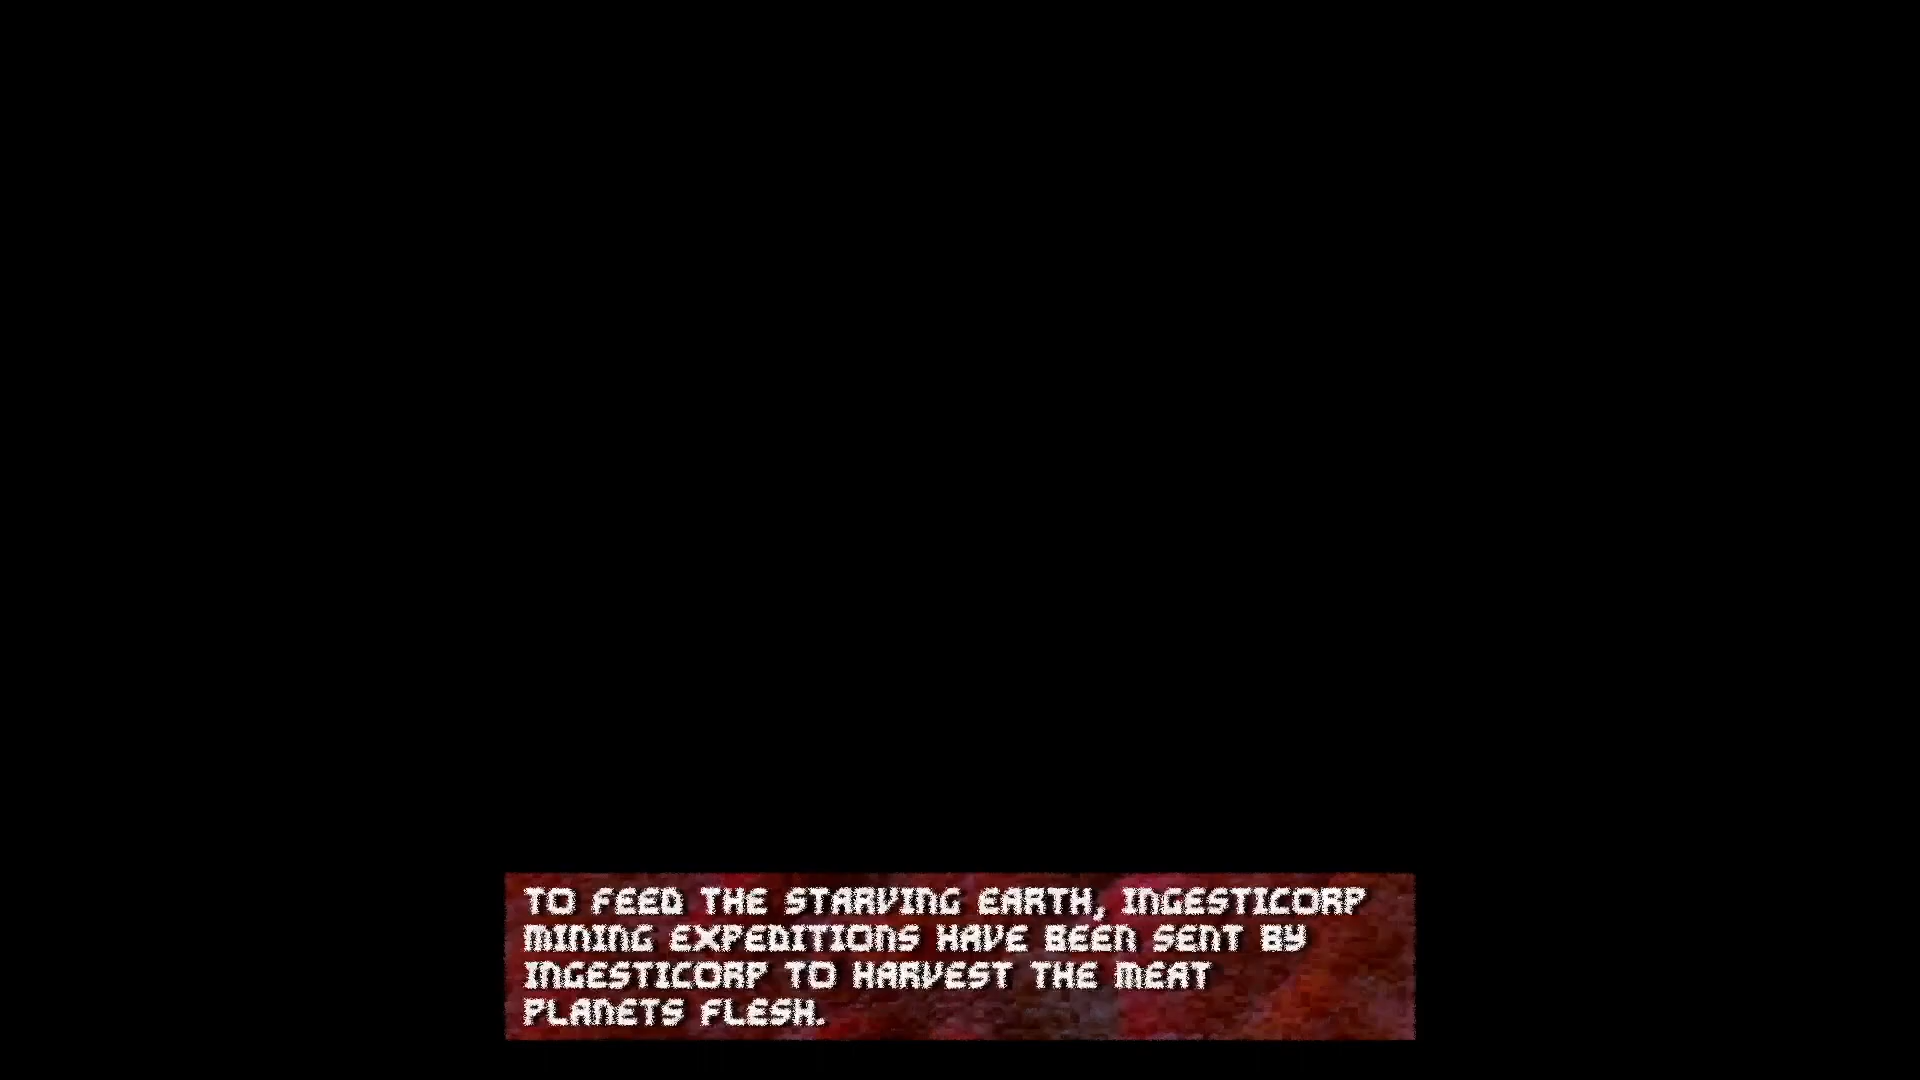 TO FEED THE STARVING EARTH, INGESTICORP
MINING EXPEDITIONS HAVE BEEN SENT BY
INGESTICORP TO HARVEST THE MEAT
PLANETS FLESH.